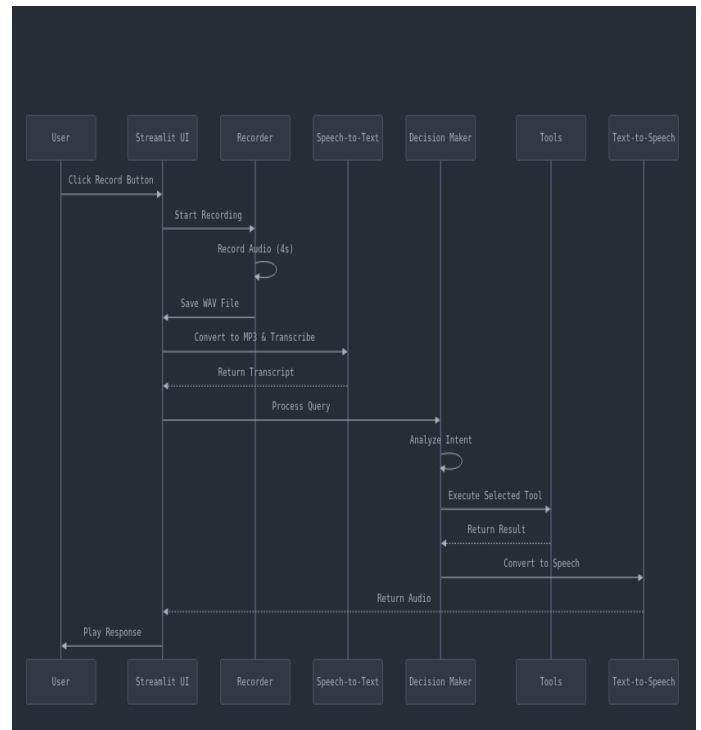 User Streamlit UI Recorder Speech-to-Text Decision Maker Tools Text-to-Speech
Click Record Button
Start Recording
Record Audio (4s)
Save WAV File
Convert to MP3 & Transcribe
Return Transcript
Process Query
Analyze Intent
Execute Selected Tool
Return Result
Convert to Speech
Return Audio
Play Response
User Streamlit UI Recorder Speech-to-Text Decision Maker Tools Text-to-Speech